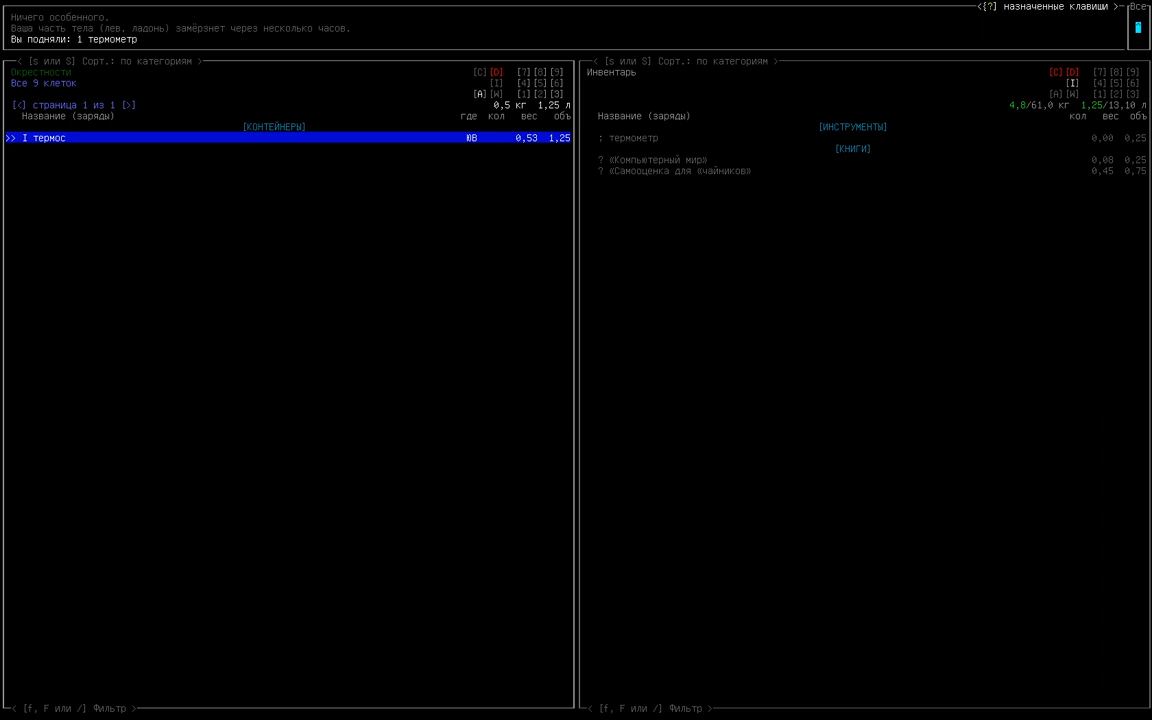 <[?] назначенные клавиши >
Все
Ничего особенного.
Ваша часть тела (лев. ладонь) замёрзнет через несколько часов.
Вы подняли: 1 термометр
< [s или S] Сорт.: по категориям >
Окрестности [C] [D] [7] [8] [9]
Все 9 клеток [I] [4] [5] [6]
[A] [W] [1] [2] [3]
[<] страница 1 из 1 [>] 0,5 кг 1,25 л
Название (заряды) где кол вес объ
[КОНТЕЙНЕРЫ]
>> I термос ЮВ 0,53 1,25
< [f, F или /] Фильтр >
< [s или S] Сорт.: по категориям >
Инвентарь [C] [D] [7] [8] [9]
[I] [4] [5] [6]
[A] [W] [1] [2] [3]
4,8/61,0 кг 1,25/13,10 л
Название (заряды) кол вес объ
[ИНСТРУМЕНТЫ]
; термометр 0,00 0,25
[КНИГИ]
? «Компьютерный мир» 0,08 0,25
? «Самооценка для «чайников» 0,45 0,75
< [f, F или /] Фильтр >